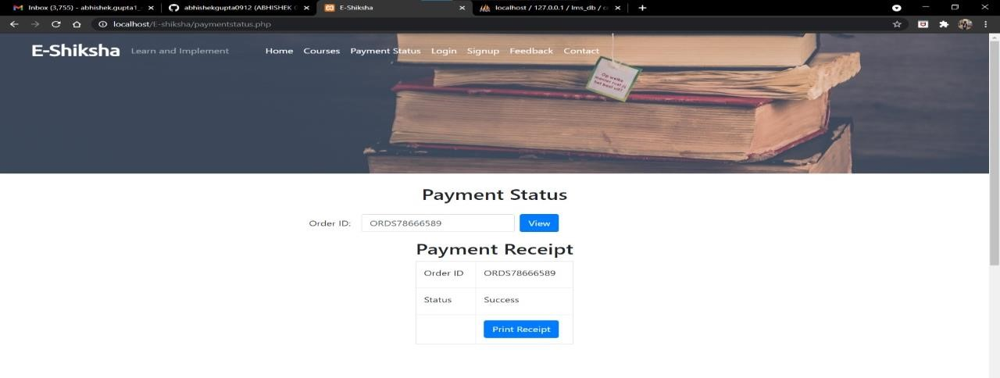 Inbox (3,755) - abhishek.gupta1_
abhishekgupta0912 (ABHISHEK G
E-Shiksha
localhost / 127.0.0.1 / lms_db / c
localhost/E-shiksha/paymentstatus.php
E-Shiksha Learn and Implement Home Courses Payment Status Login Signup Feedback Contact
Op welke
manier rust jij
het best uit?
Payment Status
Order ID: ORDS78666589 View
Payment Receipt
Order ID ORDS78666589
Status Success
Print Receipt